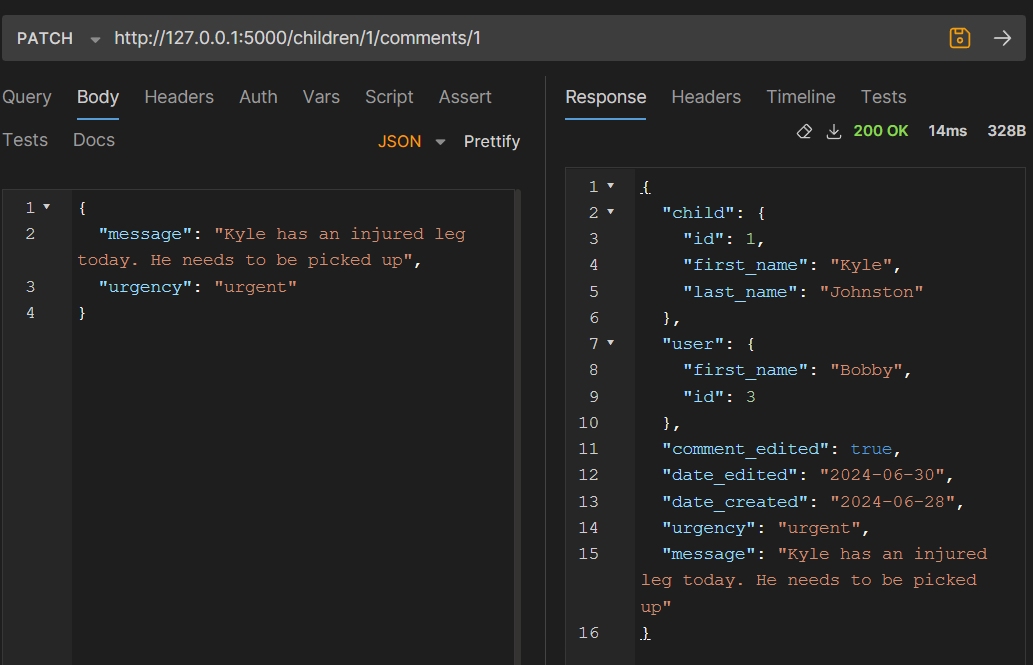 PATCH http://127.0.0.1:5000/children/1/comments/1
Query Body Headers Auth Vars Script Assert
Tests Docs JSON Prettify
1 {
2 "message": "Kyle has an injured leg
today. He needs to be picked up",
3 "urgency": "urgent"
4 }
Response Headers Timeline Tests
200 OK 14ms 328B
1 {
2 "child": {
3 "id": 1,
4 "first_name": "Kyle",
5 "last_name": "Johnston"
6 },
7 "user": {
8 "first_name": "Bobby",
9 "id": 3
10 },
11 "comment_edited": true,
12 "date_edited": "2024-06-30",
13 "date_created": "2024-06-28",
14 "urgency": "urgent",
15 "message": "Kyle has an injured
leg today. He needs to be picked
up"
16 }